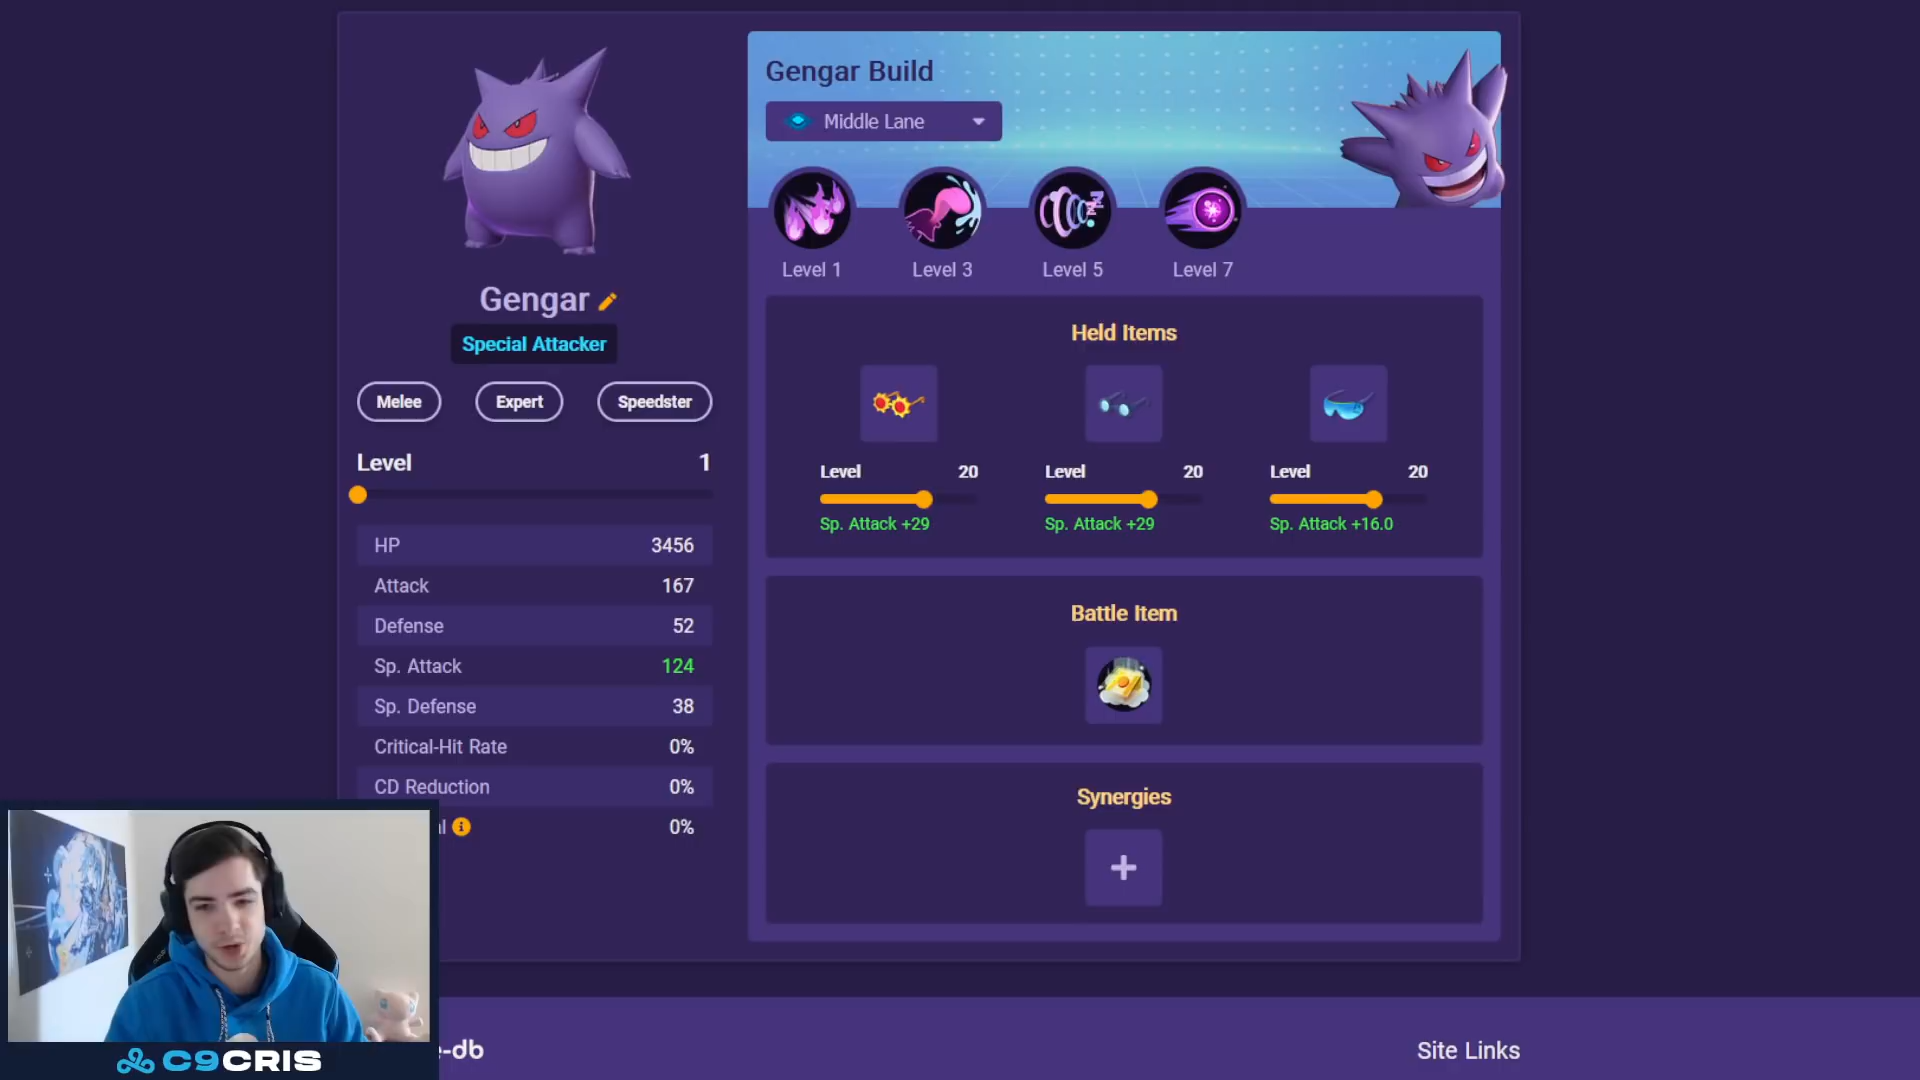 Gengar
Special Attacker
Melee
Expert
Speedster
Level 1
HP 3456
Attack 167
Defense 52
Sp. Attack 124
Sp. Defense 38
Critical-Hit Rate 0%
CD Reduction 0%
l 0%
Gengar Build
Middle Lane
Level 1
Level 3
Level 5
Level 7
Held Items
Level 20
Sp. Attack +29
Level 20
Sp. Attack +29
Level 20
Sp. Attack +16.0
Battle Item
Synergies
C9CRIS
e-db
Site Links